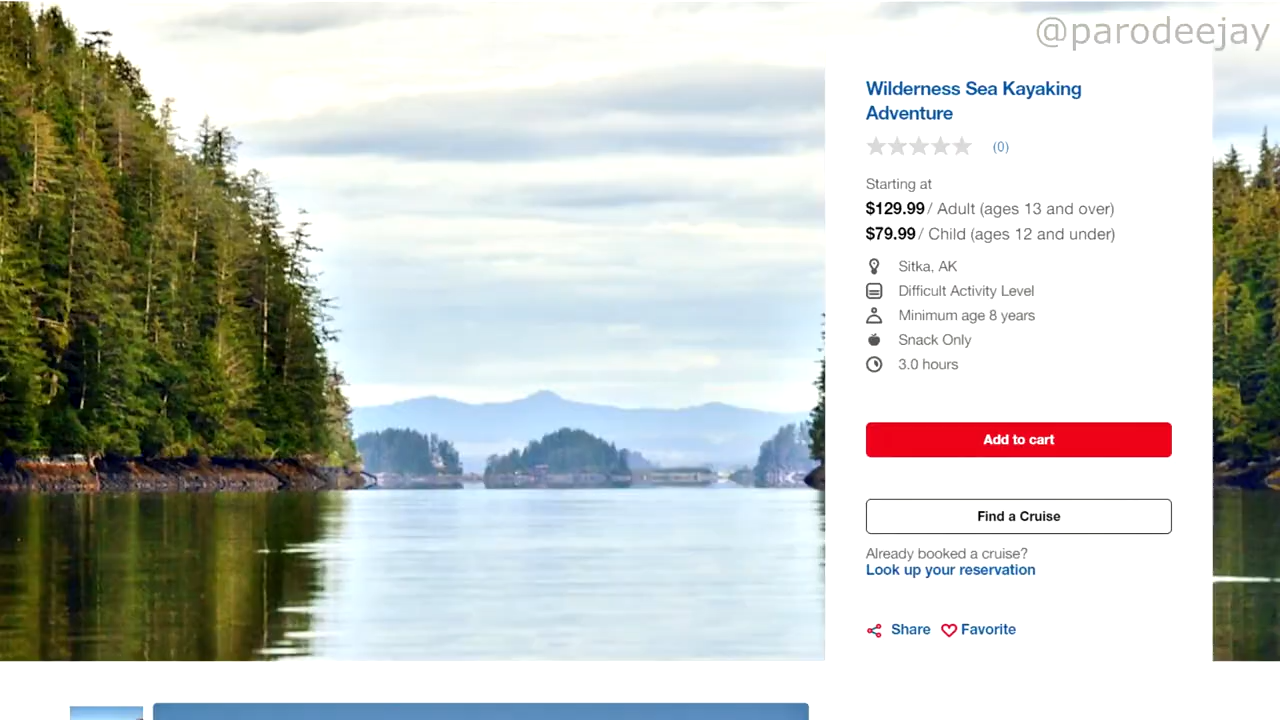 @parodeejay
Wilderness Sea Kayaking
Adventure
(0)
Starting at
$129.99 / Adult (ages 13 and over)
$79.99 / Child (ages 12 and under)
Sitka, AK
Difficult Activity Level
Minimum age 8 years
Snack Only
3.0 hours
Add to cart
Find a Cruise
Already booked a cruise?
Look up your reservation
Share Favorite